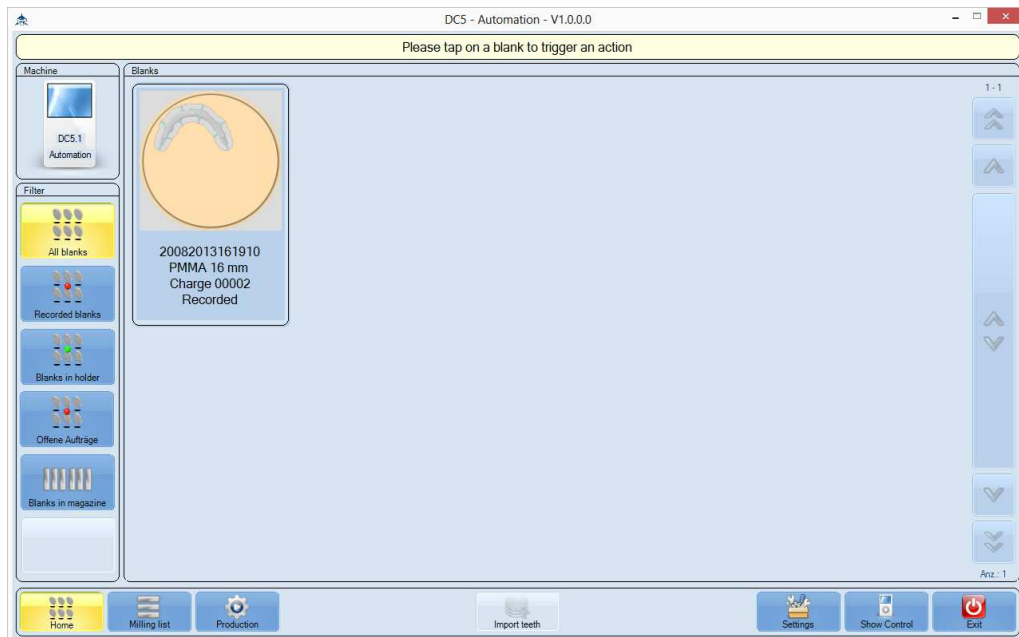 DC5 - Automation - V1.0.0.0
Please tap on a blank to trigger an action
Machine
DC5.1
Automation
Filter
All blanks
Recorded blanks
Blanks in holder
Offene Aufträge
Blanks in magazine
Blanks
20082013161910
PMMA 16 mm
Charge 00002
Recorded
1 - 1
Anz.: 1
Home
Milling list
Production
Import teeth
Settings
Show Control
Exit